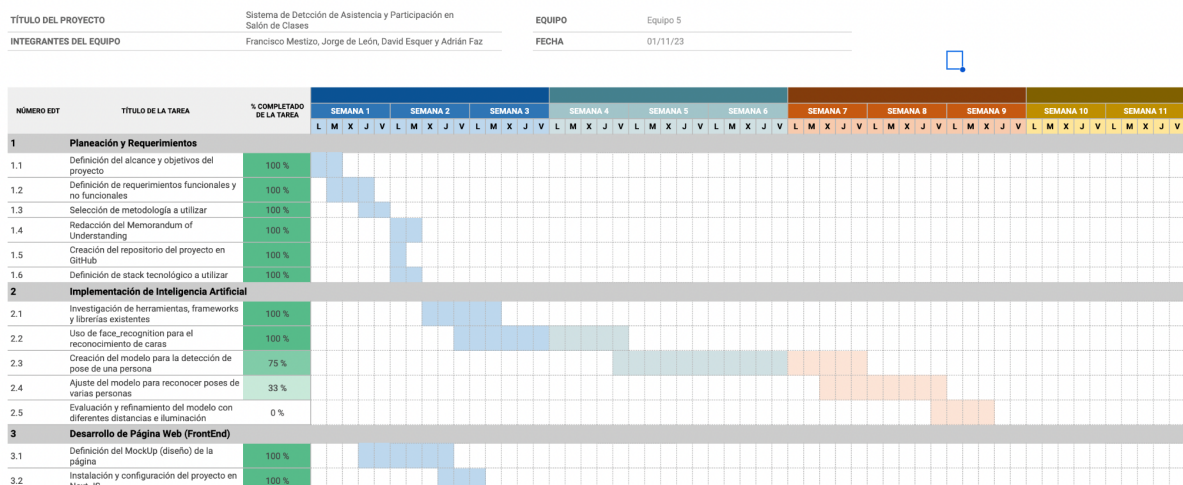 TÍTULO DEL PROYECTO
Sistema de Detcción de Asistencia y Participación en
Salón de Clases
EQUIPO
Equipo 5
INTEGRANTES DEL EQUIPO
Francisco Mestizo, Jorge de León, David Esquer y Adrián Faz
FECHA
01/11/23
NÚMERO EDT
TÍTULO DE LA TAREA
% COMPLETADO
DE LA TAREA
SEMANA 1 SEMANA 2 SEMANA 3 SEMANA 4 SEMANA 5 SEMANA 6 SEMANA 7 SEMANA 8 SEMANA 9 SEMANA 10 SEMANA 11
L M X J V L M X J V L M X J V L M X J V L M X J V L M X J V L M X J V L M X J V L M X J V L M X J V L M X J V
1 Planeación y Requerimientos
1.1
Definición del alcance y objetivos del
proyecto
100 %
1.2
Definición de requerimientos funcionales y
no funcionales
100 %
1.3 Selección de metodología a utilizar 100 %
1.4
Redacción del Memorandum of
Understanding
100 %
1.5
Creación del repositorio del proyecto en
GitHub
100 %
1.6 Definición de stack tecnológico a utilizar 100 %
2 Implementación de Inteligencia Artificial
2.1
Investigación de herramientas, frameworks
y librerías existentes
100 %
2.2
Uso de face_recognition para el
reconocimiento de caras
100 %
2.3
Creación del modelo para la detección de
pose de una persona
75 %
2.4
Ajuste del modelo para reconocer poses de
varias personas
33 %
2.5
Evaluación y refinamiento del modelo con
diferentes distancias e iluminación
0 %
3 Desarrollo de Página Web (FrontEnd)
3.1
Definición del MockUp (diseño) de la
página
100 %
3.2
Instalación y configuración del proyecto en
100 %